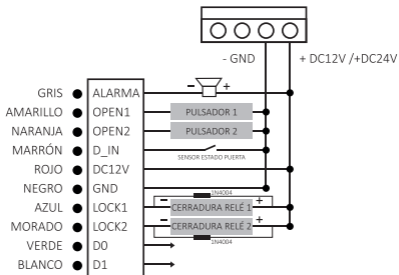 - GND + DC12V /+DC24V
- +
GRIS ALARMA
AMARILLO OPEN1 PULSADOR 1
NARANJA OPEN2 PULSADOR 2
MARRÓN D_IN
SENSOR ESTADO PUERTA
ROJO DC12V
NEGRO GND
1N4004
AZUL LOCK1 - CERRADURA RELÉ 1 +
MORADO LOCK2 - CERRADURA RELÉ 2 +
1N4004
VERDE D0
BLANCO D1